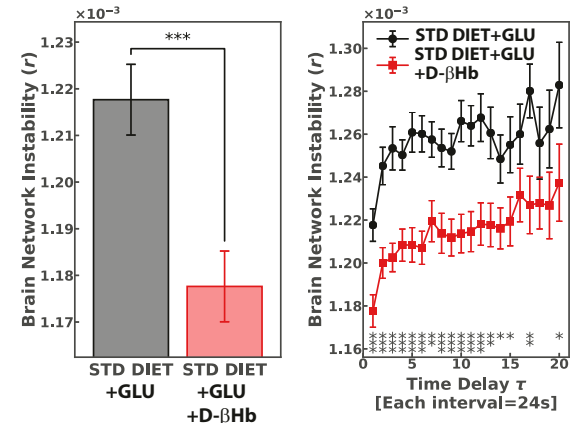 ×10⁻³
Brain Network Instability (r)
1.23
1.22
1.21
1.19
1.18
1.17
***
STD DIET
+GLU
STD DIET
+GLU
+D-βHb
×10⁻³
Brain Network Instability (r)
1.30
1.28
1.26
1.24
1.22
1.20
1.18
1.16
STD DIET+GLU
STD DIET+GLU
+D-βHb
0 5 10 15 20
Time Delay τ
[Each interval=24s]